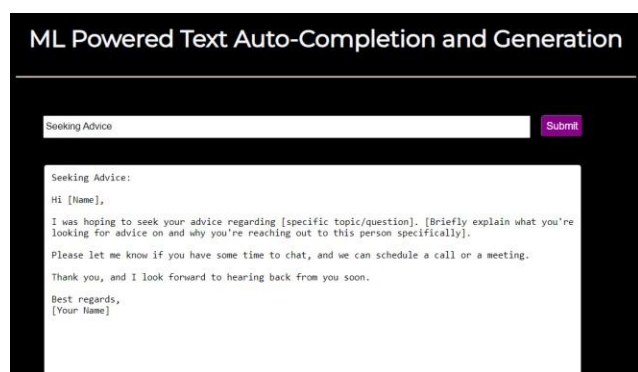 ML Powered Text Auto-Completion and Generation
Seeking Advice
Submit
Seeking Advice:
Hi [Name],
I was hoping to seek your advice regarding [specific topic/question]. [Briefly explain what you're
looking for advice on and why you're reaching out to this person specifically].
Please let me know if you have some time to chat, and we can schedule a call or a meeting.
Thank you, and I look forward to hearing back from you soon.
Best regards,
[Your Name]